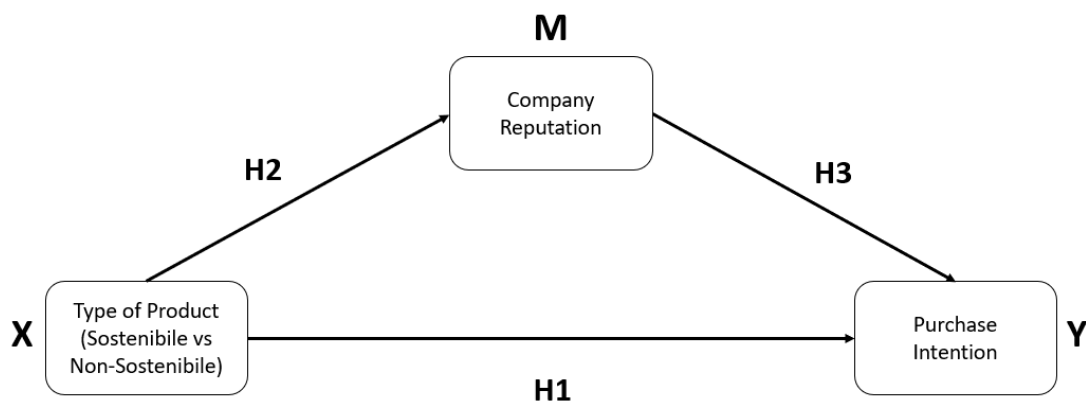 M
Company
Reputation
H2
H3
X
Type of Product
(Sostenibile vs
Non-Sostenibile)
Purchase
Intention
Y
H1